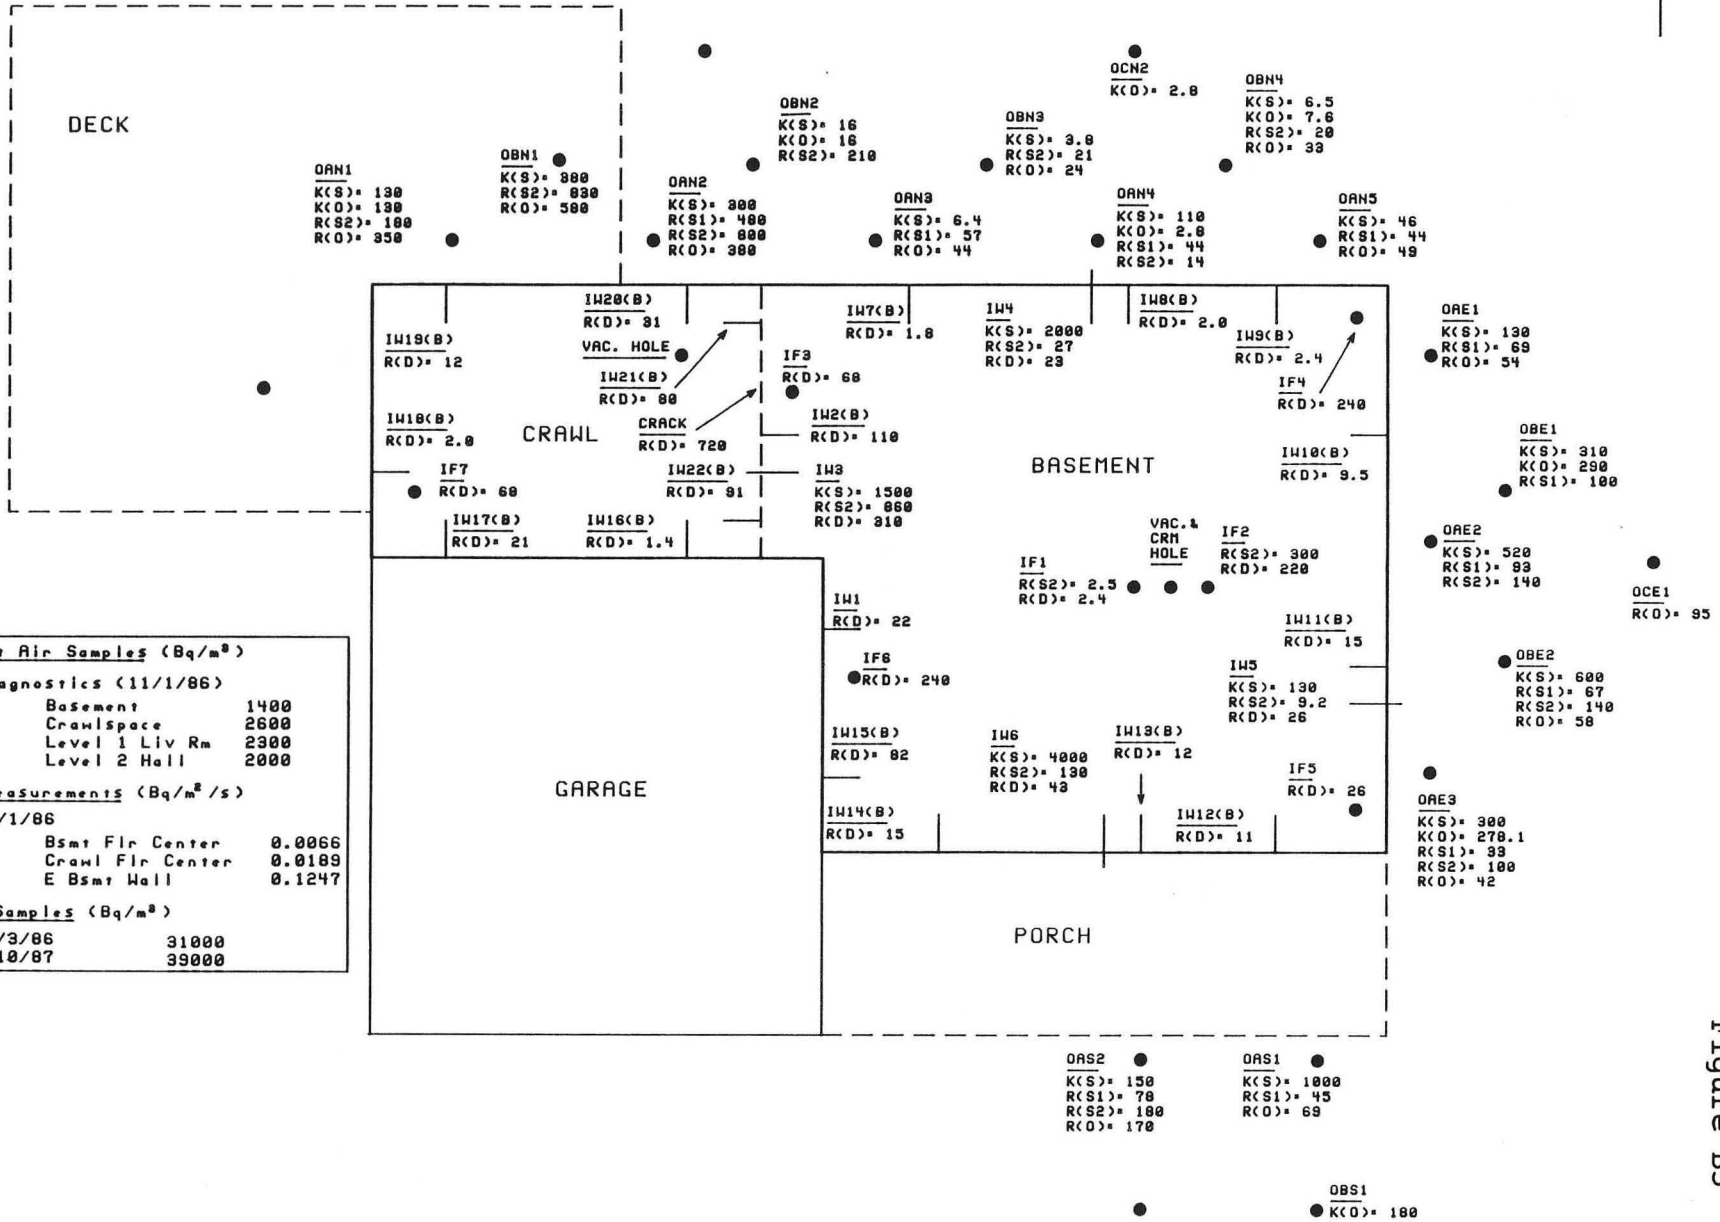 DECK
OCN2
K(O)= 2.8
OBN4
K(S)= 6.5
K(O)= 7.6
R(S2)= 20
R(O)= 33
OBN2
K(S)= 16
K(O)= 16
R(S2)= 210
OBN3
K(S)= 3.8
R(S2)= 21
R(O)= 24
OAN1
K(S)= 130
K(O)= 130
R(S2)= 180
R(O)= 350
OBN1
K(S)= 380
R(S2)= 830
R(O)= 580
OAN2
K(S)= 300
R(S1)= 480
R(S2)= 800
R(O)= 380
OAN3
K(S)= 6.4
R(S1)= 57
R(O)= 44
OAN4
K(S)= 110
K(O)= 2.8
R(S1)= 44
R(S2)= 14
OAN5
K(S)= 46
R(S1)= 44
R(O)= 49
IW20(B)
R(D)= 31
VAC. HOLE
IW19(B)
R(D)= 12
IW21(B)
R(D)= 80
IW7(B)
R(D)= 1.8
IW4
K(S)= 2000
R(S2)= 27
R(D)= 23
IW8(B)
R(D)= 2.0
IW9(B)
R(D)= 2.4
IF4
R(D)= 240
OAE1
K(S)= 130
R(S1)= 69
R(O)= 54
IF3
R(D)= 68
IW18(B)
R(D)= 2.0
CRAWL
CRACK
R(D)= 720
IW2(B)
R(D)= 110
BASEMENT
IW10(B)
R(D)= 9.5
OBE1
K(S)= 310
K(O)= 290
R(S1)= 100
IF7
R(D)= 68
IW22(B)
R(D)= 91
IW3
K(S)= 1500
R(S2)= 860
R(D)= 310
IW17(B)
R(D)= 21
IW16(B)
R(D)= 1.4
VAC.&
CRM
HOLE
IF2
R(S2)= 300
R(D)= 220
IF1
R(S2)= 2.5
R(D)= 2.4
OAE2
K(S)= 520
R(S1)= 93
R(S2)= 140
OCE1
R(O)= 95
IW1
R(D)= 22
IW11(B)
R(D)= 15
IF6
R(D)= 240
IW5
K(S)= 130
R(S2)= 9.2
R(D)= 26
OBE2
K(S)= 600
R(S1)= 67
R(S2)= 140
R(O)= 58
Air Samples (Bq/m³)
agnostics (11/1/86)
Basement 1400
Crawlspace 2600
Level 1 Liv Rm 2300
Level 2 Hall 2000
asurements (Bq/m²/s)
/1/86
Bsmt Flr Center 0.0066
Crawl Flr Center 0.0189
E Bsmt Wall 0.1247
Samples (Bq/m³)
/3/86 31000
10/87 39000
GARAGE
IW15(B)
R(D)= 82
IW6
K(S)= 4000
R(S2)= 130
R(D)= 43
IW13(B)
R(D)= 12
IF5
R(D)= 26
IW14(B)
R(D)= 15
IW12(B)
R(D)= 11
OAE3
K(S)= 300
K(O)= 278.1
R(S1)= 33
R(S2)= 100
R(O)= 42
PORCH
OAS2
K(S)= 150
R(S1)= 78
R(S2)= 180
R(O)= 170
OAS1
K(S)= 1000
R(S1)= 45
R(O)= 69
OBS1
K(O)= 180
Figure B5